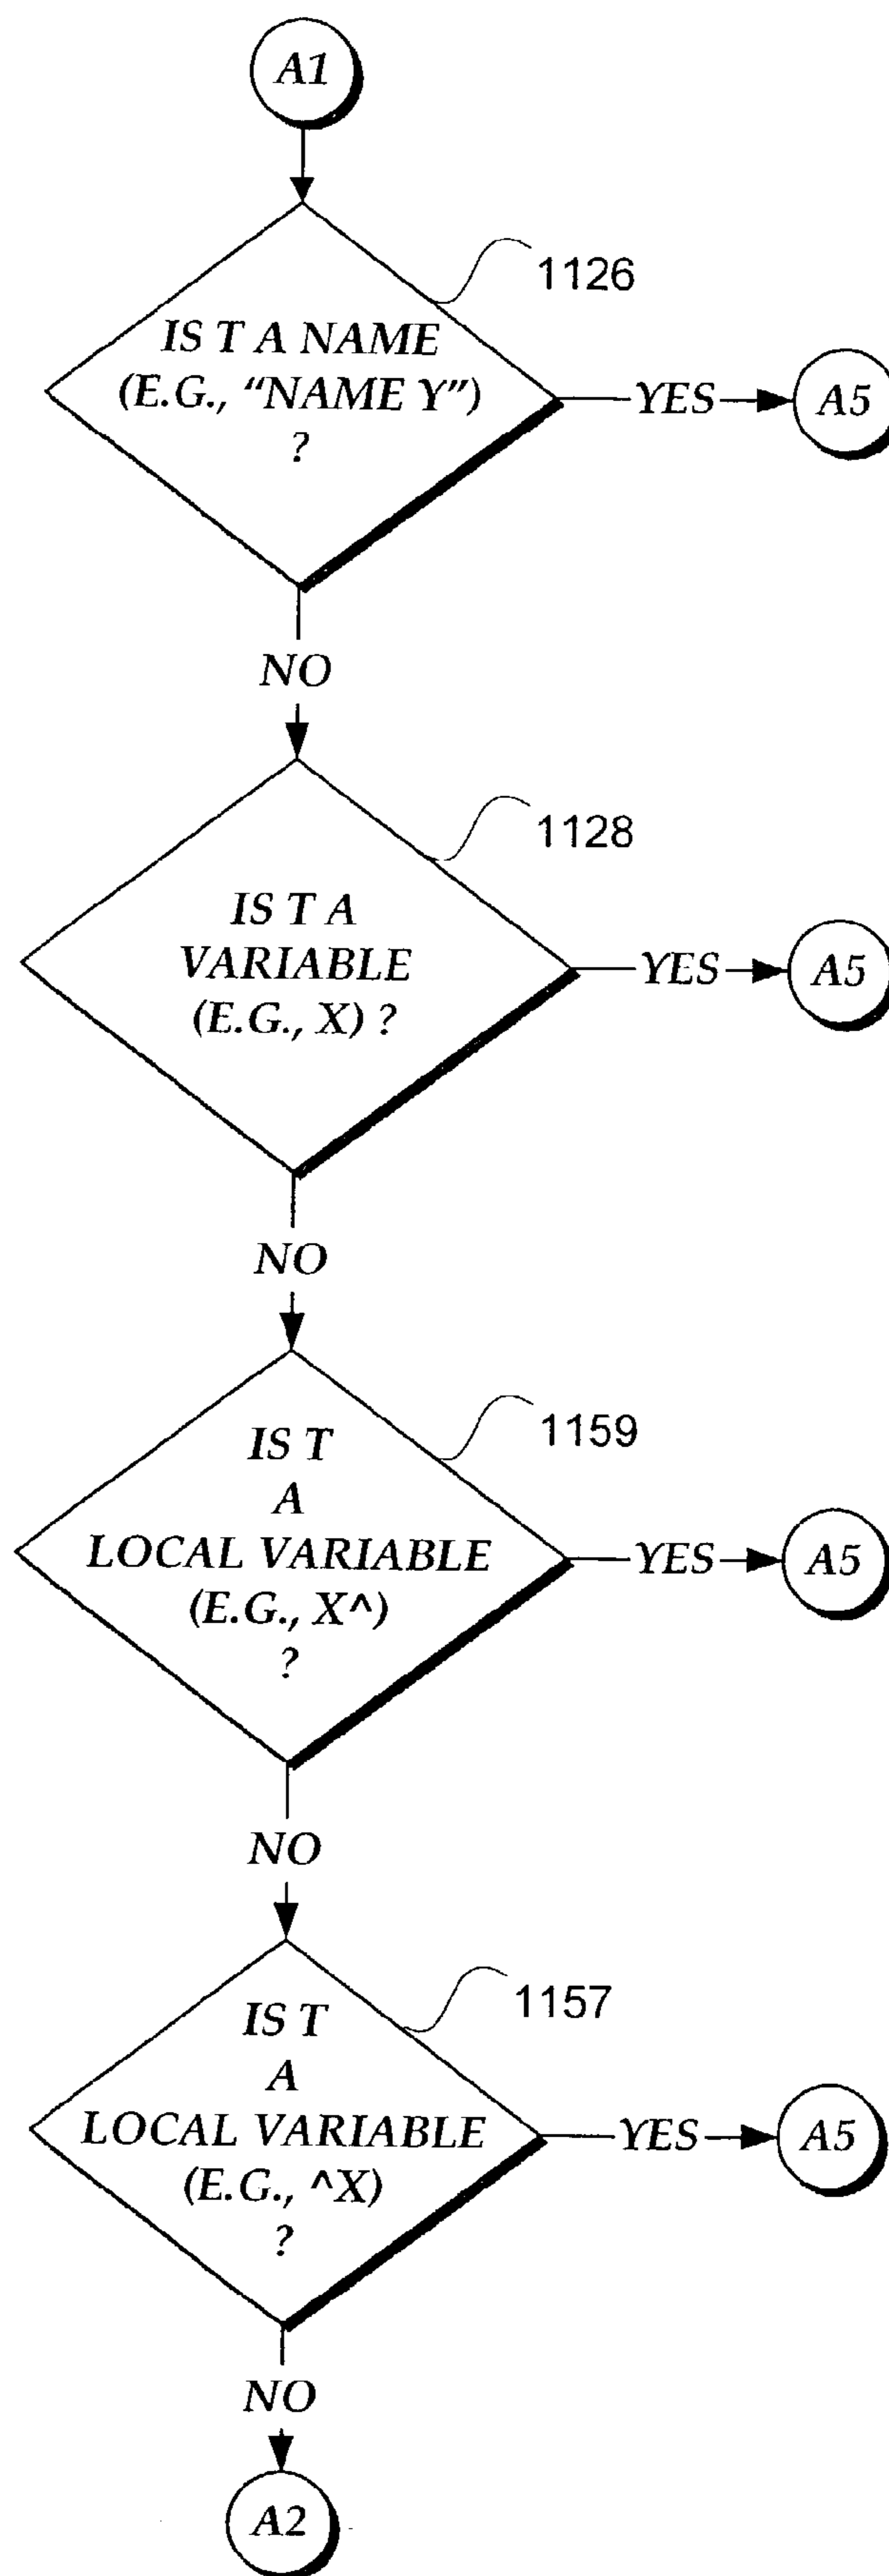 A1
1126
IS T A NAME
(E.G., “NAME Y”)
?
YES
A5
NO
1128
IS T A
VARIABLE
(E.G., X) ?
YES
A5
NO
1159
IS T
A
LOCAL VARIABLE
(E.G., X^)
?
YES
A5
NO
1157
IS T
A
LOCAL VARIABLE
(E.G., ^X)
?
YES
A5
NO
A2